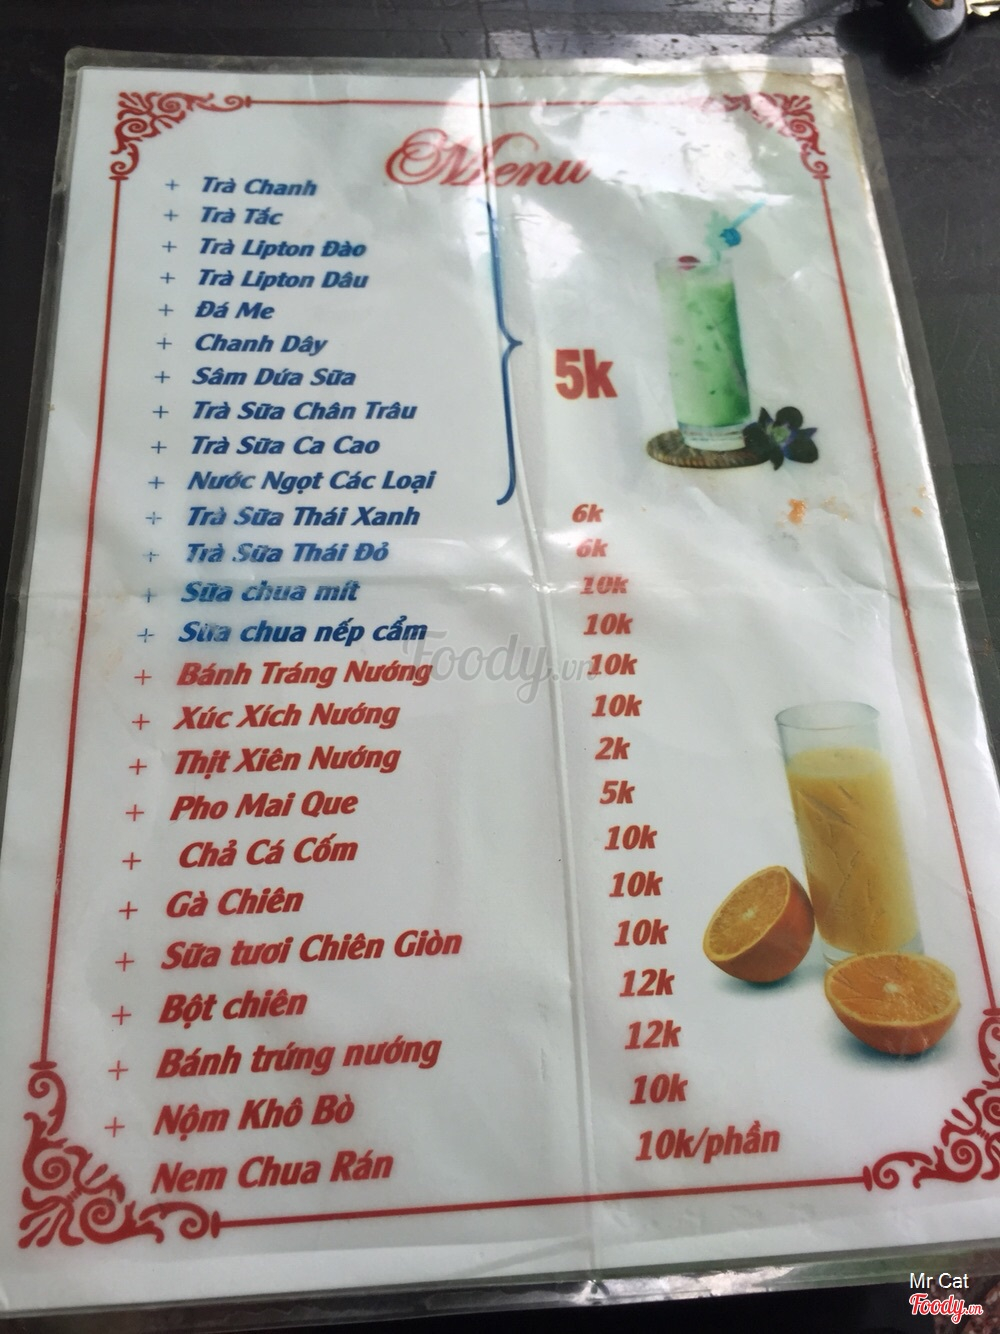 Menu
+ Trà Chanh
+ Trà Tắc
+ Trà Lipton Đào
+ Trà Lipton Dâu
+ Đá Me
+ Chanh Dây
+ Sâm Dứa Sữa
+ Trà Sữa Chân Trâu
+ Trà Sữa Ca Cao
+ Nước Ngọt Các Loại
5k
+ Trà Sữa Thái Xanh 6k
+ Trà Sữa Thái Đỏ 6k
+ Sữa chua mít 10k
+ Sữa chua nếp cẩm 10k
+ Bánh Tráng Nướng 10k
+ Xúc Xích Nướng 10k
+ Thịt Xiên Nướng 2k
+ Pho Mai Que 5k
+ Chả Cá Cốm 10k
+ Gà Chiên 10k
+ Sữa tươi Chiên Giòn 10k
+ Bột chiên 12k
+ Bánh trứng nướng 12k
+ Nộm Khô Bò 10k
Nem Chua Rán 10k/phần
Foody.vn
Mr Cat
Foody.vn